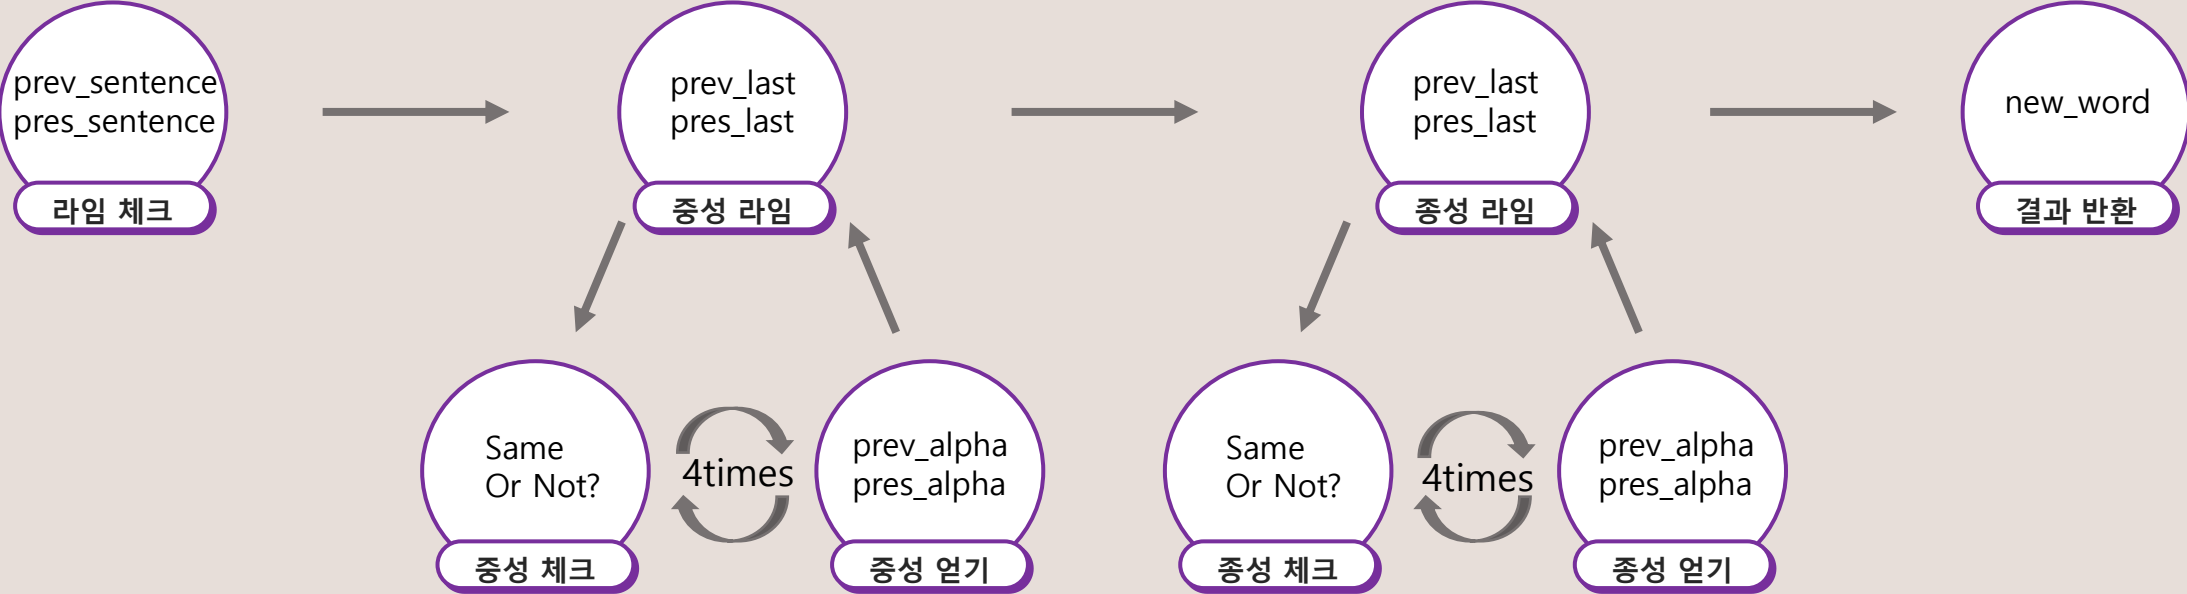 prev_sentence
pres_sentence
라임 체크
prev_last
pres_last
중성 라임
prev_last
pres_last
종성 라임
new_word
결과 반환
Same
Or Not?
중성 체크
4times
prev_alpha
pres_alpha
중성 얻기
Same
Or Not?
종성 체크
4times
prev_alpha
pres_alpha
종성 얻기